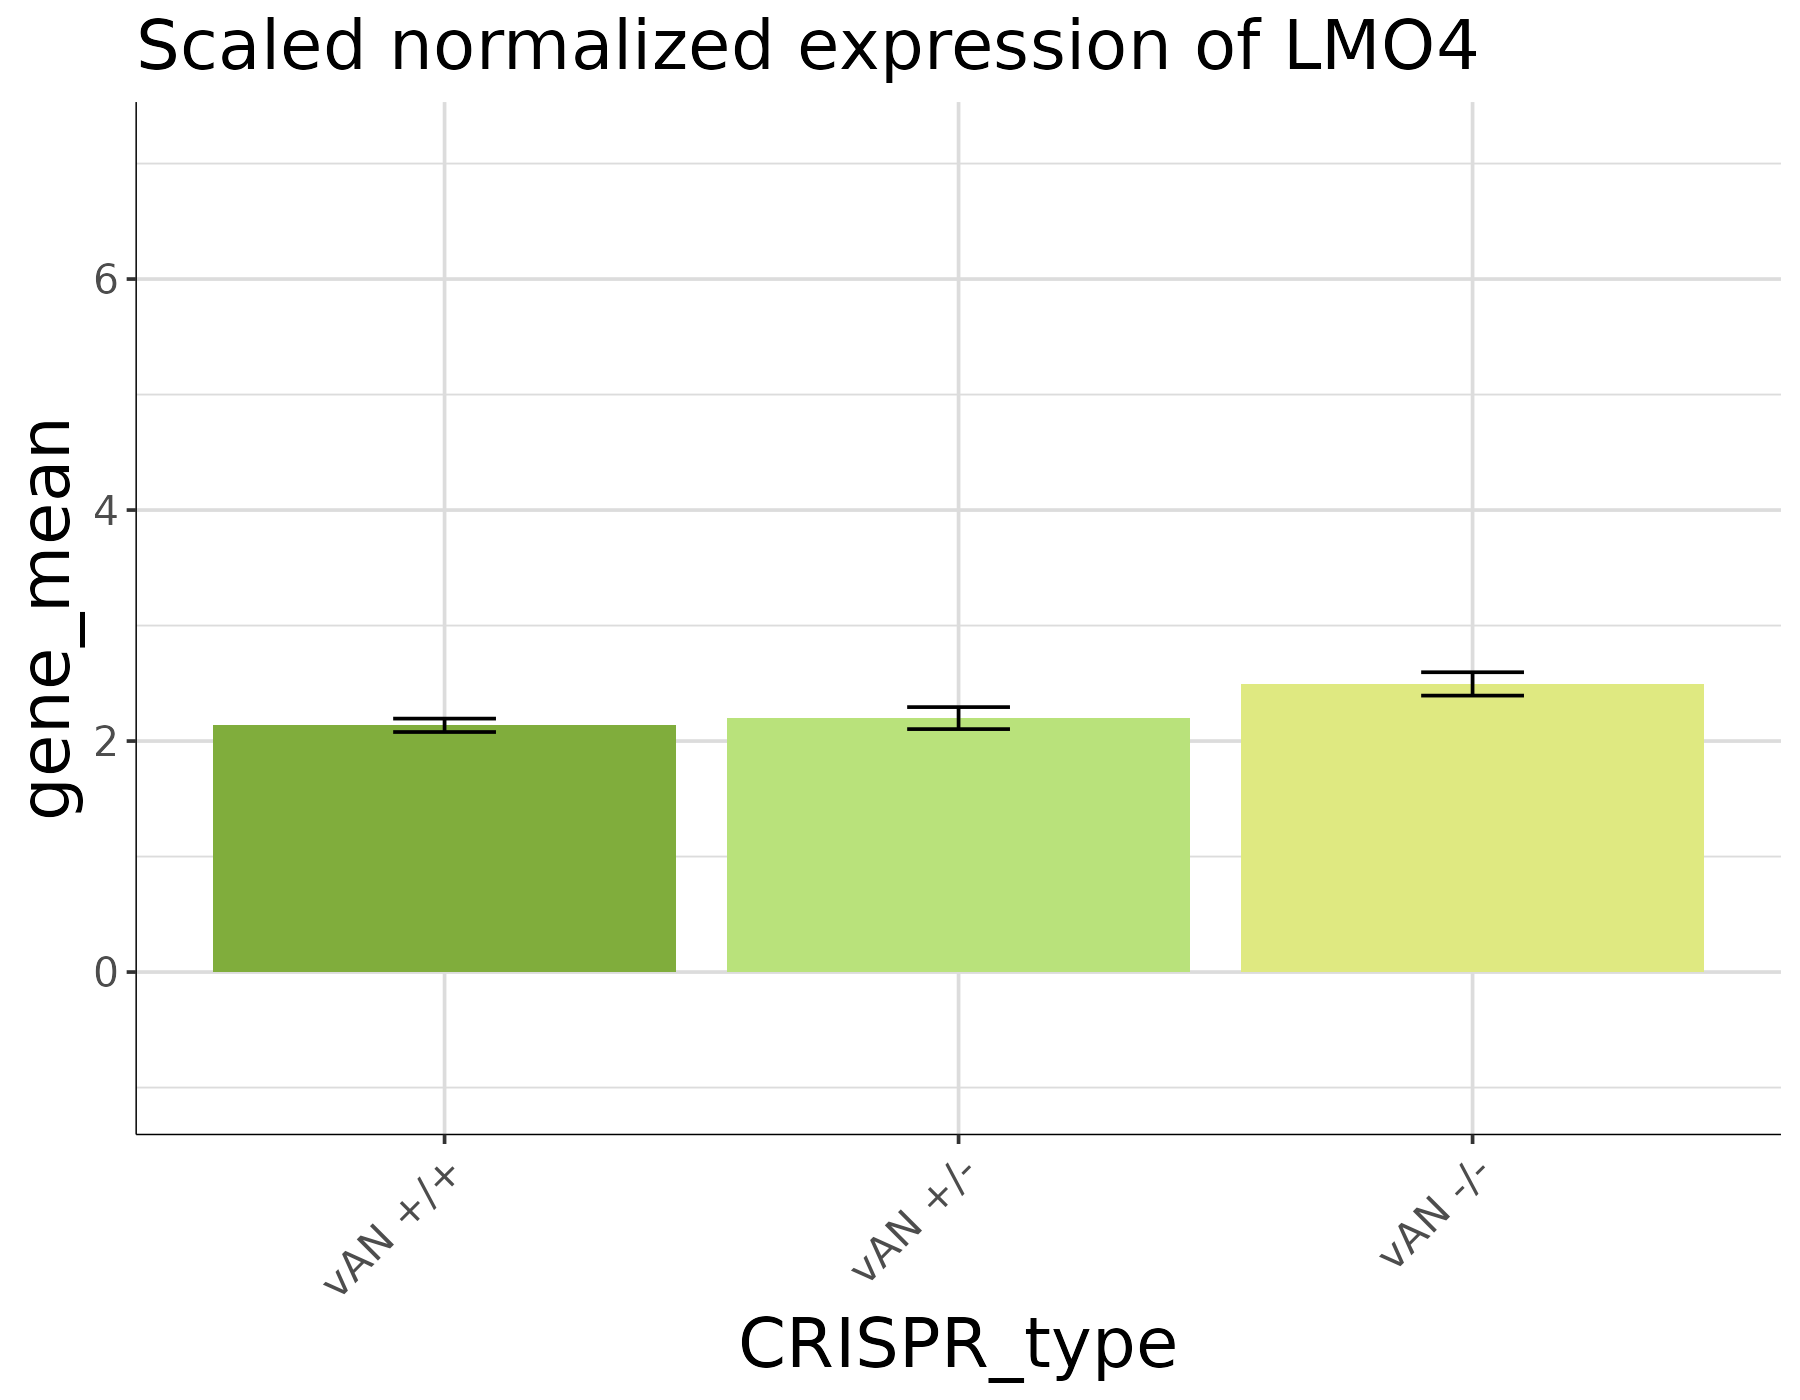 Scaled normalized expression of LMO4
gene_mean
6
4
2
0
vAN +/+
vAN +/-
vAN -/-
CRISPR_type